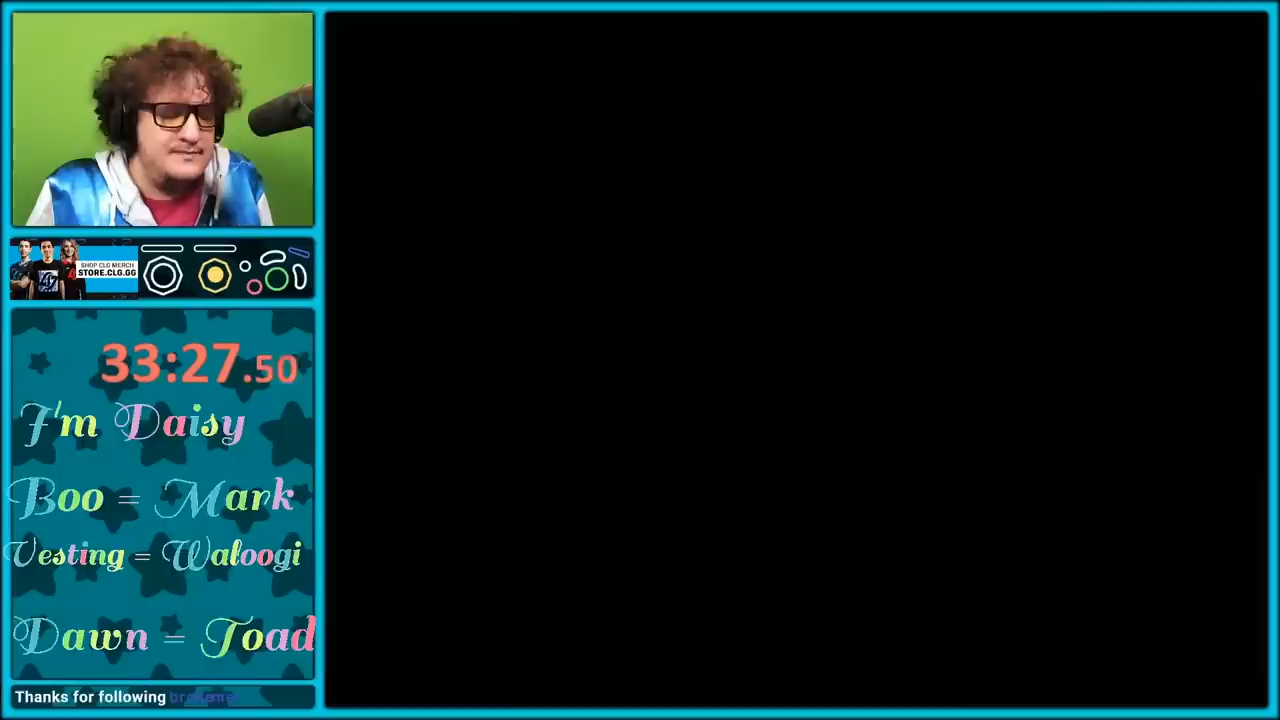 SHOP CLG MERCH
STORE.CLG.GG
33:27.50
I'm Daisy
Boo = Mark
Vesting = Waloogi
Dawn = Toad
Thanks for following